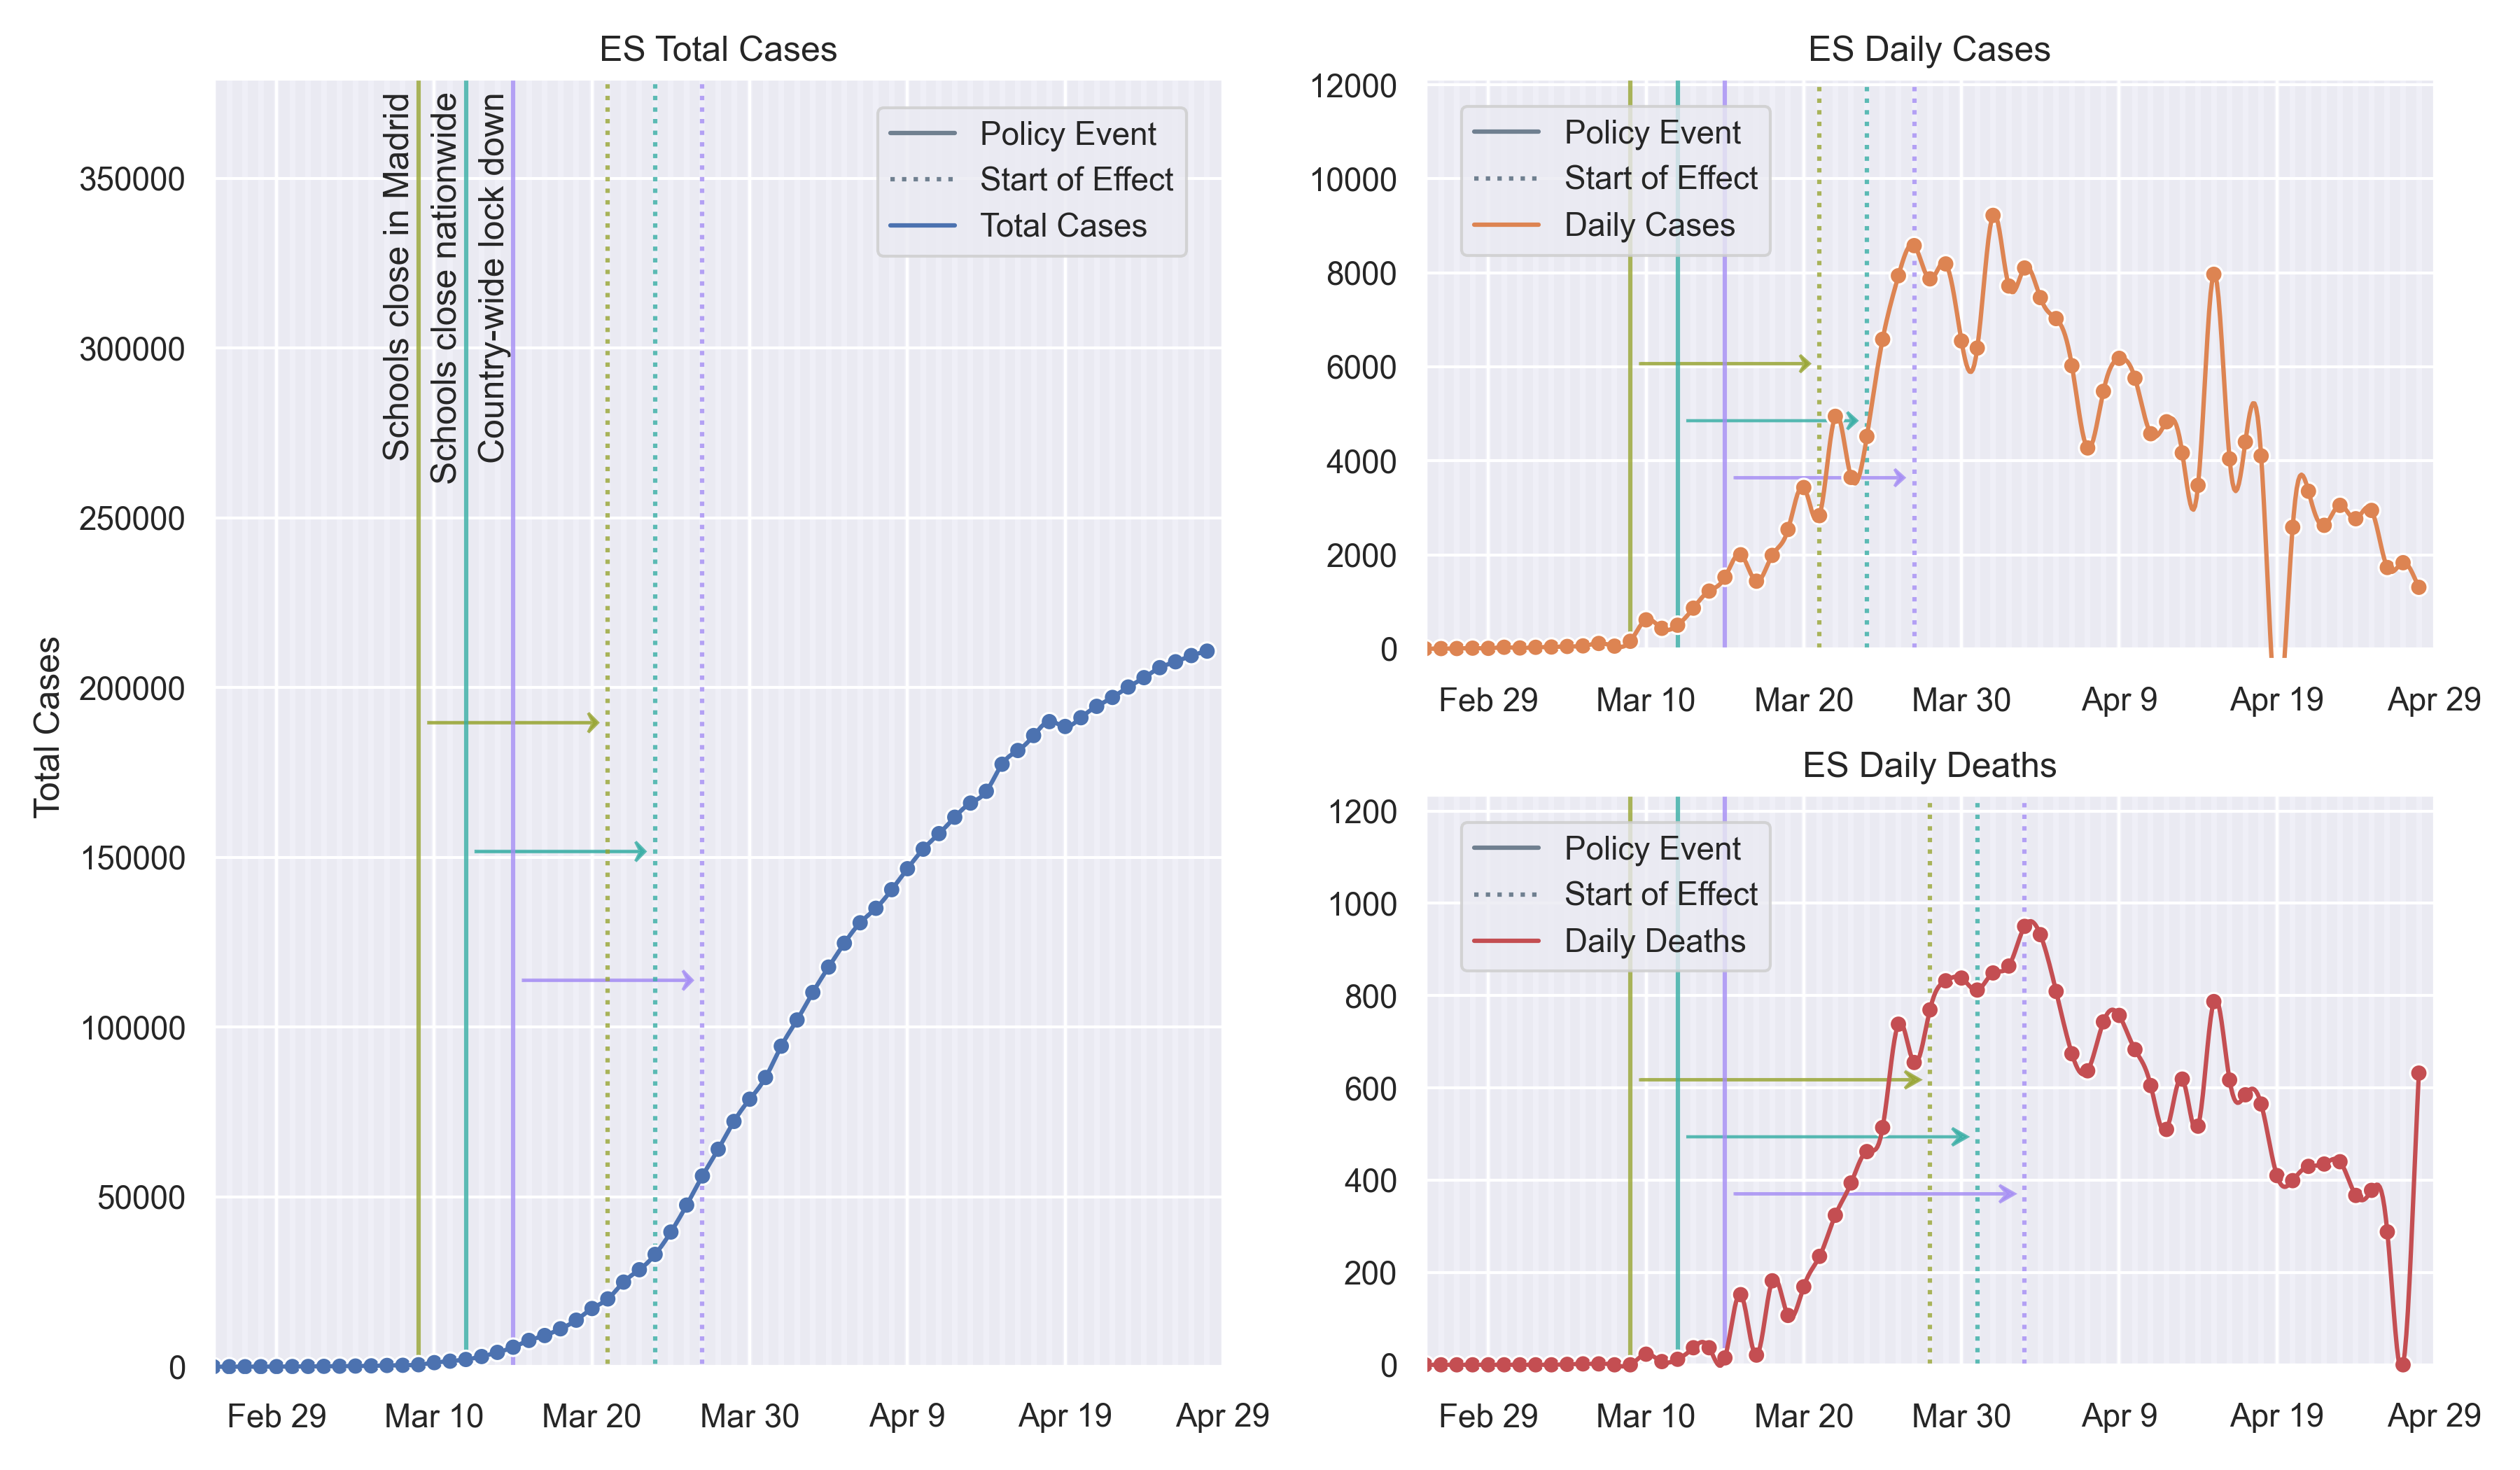 ES Total Cases
Total Cases
350000
300000
250000
200000
150000
100000
50000
0
Schools close in Madrid
Schools close nationwide
Country-wide lock down
Policy Event
Start of Effect
Total Cases
Feb 29
Mar 10
Mar 20
Mar 30
Apr 9
Apr 19
Apr 29
ES Daily Cases
12000
10000
8000
6000
4000
2000
0
Policy Event
Start of Effect
Daily Cases
Feb 29
Mar 10
Mar 20
Mar 30
Apr 9
Apr 19
Apr 29
ES Daily Deaths
1200
1000
800
600
400
200
0
Policy Event
Start of Effect
Daily Deaths
Feb 29
Mar 10
Mar 20
Mar 30
Apr 9
Apr 19
Apr 29